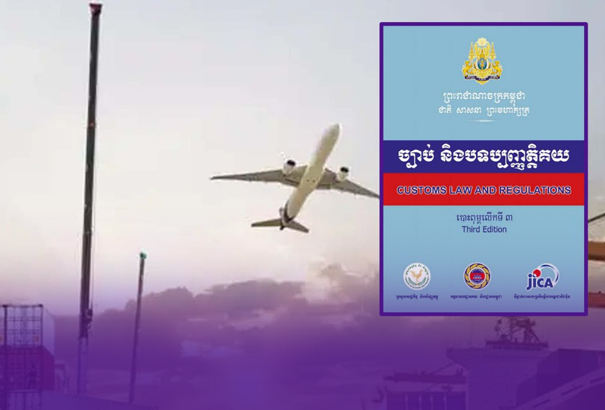 ព្រះរាជាណាចក្រកម្ពុជា
ជាតិ សាសនា ព្រះមហាក្សត្រ
ច្បាប់ និងបទប្បញ្ញត្តិគយ
CUSTOMS LAW AND REGULATIONS
បោះពុម្ពលើកទី ៣
Third Edition
jICA